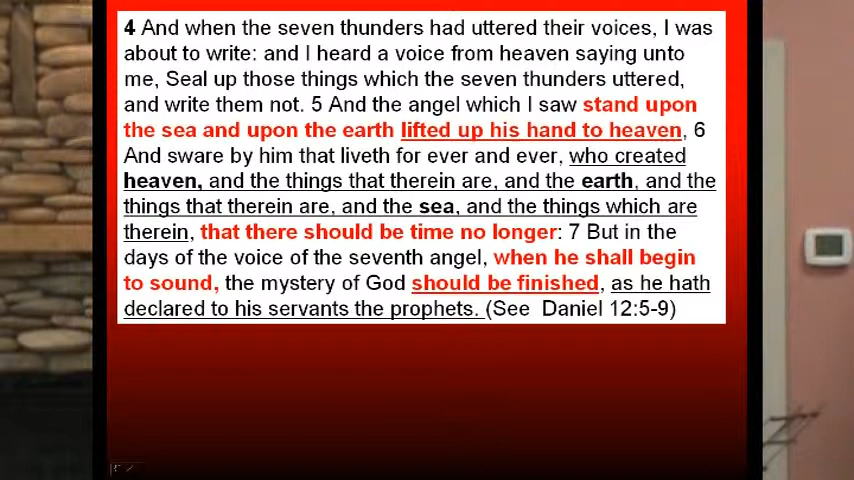 4 And when the seven thunders had uttered their voices, I was
about to write: and I heard a voice from heaven saying unto
me, Seal up those things which the seven thunders uttered,
and write them not. 5 And the angel which I saw stand upon
the sea and upon the earth lifted up his hand to heaven, 6
And sware by him that liveth for ever and ever, who created
heaven, and the things that therein are, and the earth, and the
things that therein are, and the sea, and the things which are
therein, that there should be time no longer: 7 But in the
days of the voice of the seventh angel, when he shall begin
to sound, the mystery of God should be finished, as he hath
declared to his servants the prophets. (See Daniel 12:5-9)